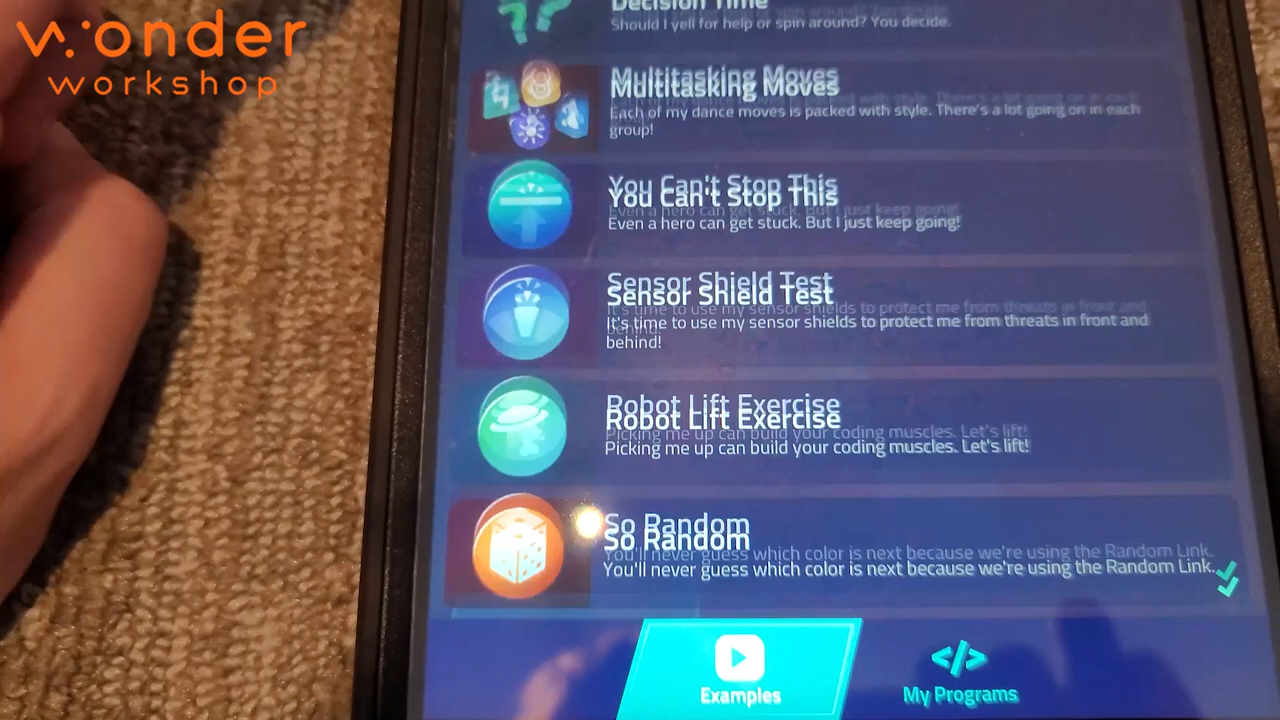 wonder
workshop
Decision Time
Should I yell for help or spin around? You decide.
Multitasking Moves
Each of my dance moves is packed with style. There's a lot going on in each
group!
You Can't Stop This
Even a hero can get stuck. But I just keep going!
Sensor Shield Test
It's time to use my sensor shields to protect me from threats in front and
behind!
Robot Lift Exercise
Picking me up can build your coding muscles. Let's lift!
So Random
You'll never guess which color is next because we're using the Random Link.
Examples
</> My Programs